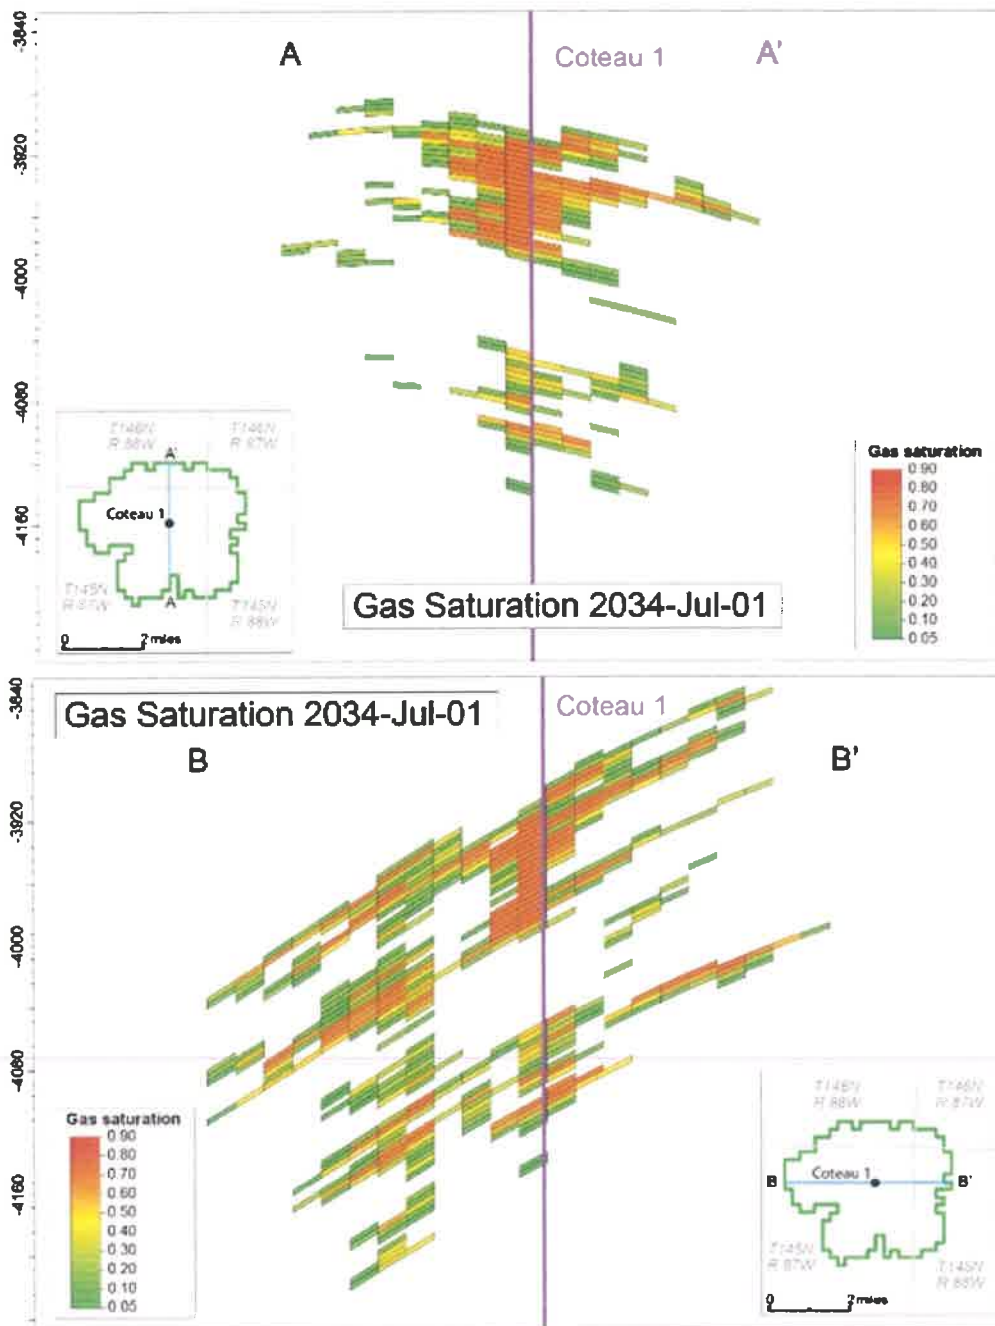 -3840
-3920
-4000
-4080
-4160
A
Coteau 1
A'
T146N
R 88W
T146N
R 87W
A'
Coteau 1
T145N
R 87W
A
T145N
R 88W
0
2 miles
Gas saturation
0.90
0.80
0.70
0.60
0.50
0.40
0.30
0.20
0.10
0.05
Gas Saturation 2034-Jul-01
-3840
-3920
-4000
-4080
-4160
Gas Saturation 2034-Jul-01
Coteau 1
B
B'
Gas saturation
0.90
0.80
0.70
0.60
0.50
0.40
0.30
0.20
0.10
0.05
T146N
R 88W
T146N
R 87W
B
Coteau 1
B'
T145N
R 87W
T145N
R 88W
0
2 miles